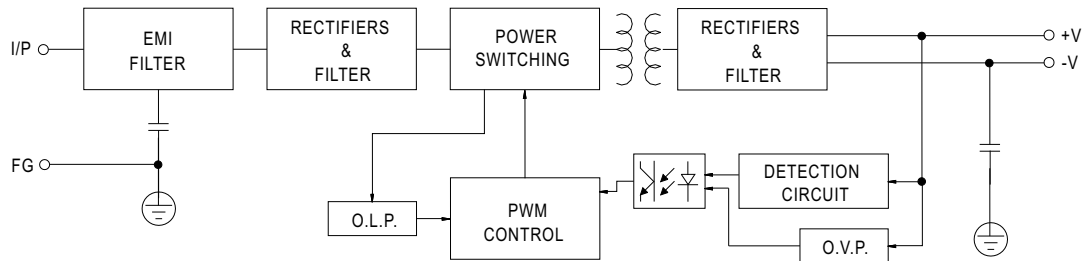 I/P
EMI
FILTER
RECTIFIERS
&
FILTER
POWER
SWITCHING
RECTIFIERS
&
FILTER
+V
-V
FG
O.L.P.
PWM
CONTROL
DETECTION
CIRCUIT
O.V.P.